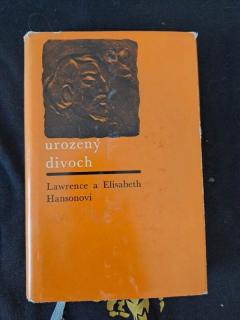 urozený
divoch
Lawrence a Elisabeth
Hansonovi